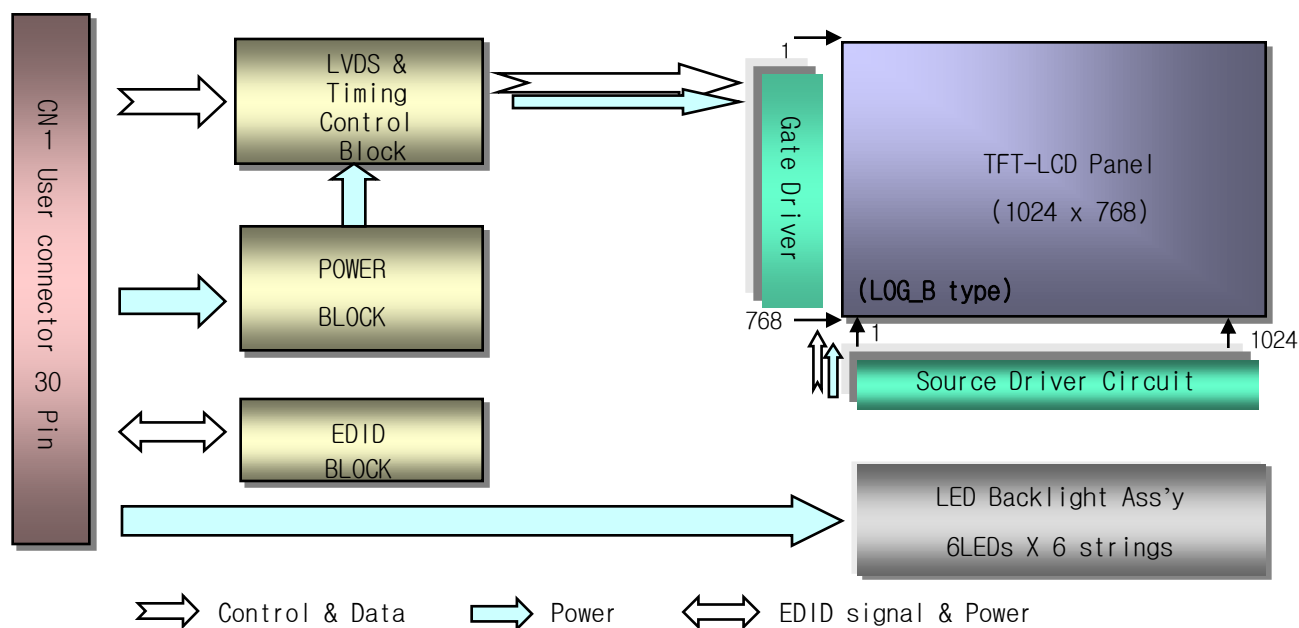 CN1 User connector 30 Pin
LVDS &
Timing
Control
Block
POWER
BLOCK
EDID
BLOCK
1
Gate Driver
768
TFT-LCD Panel
(1024 x 768)
(LOG_B type)
1
1024
Source Driver Circuit
LED Backlight Ass’y
6LEDs X 6 strings
Control & Data
Power
EDID signal & Power